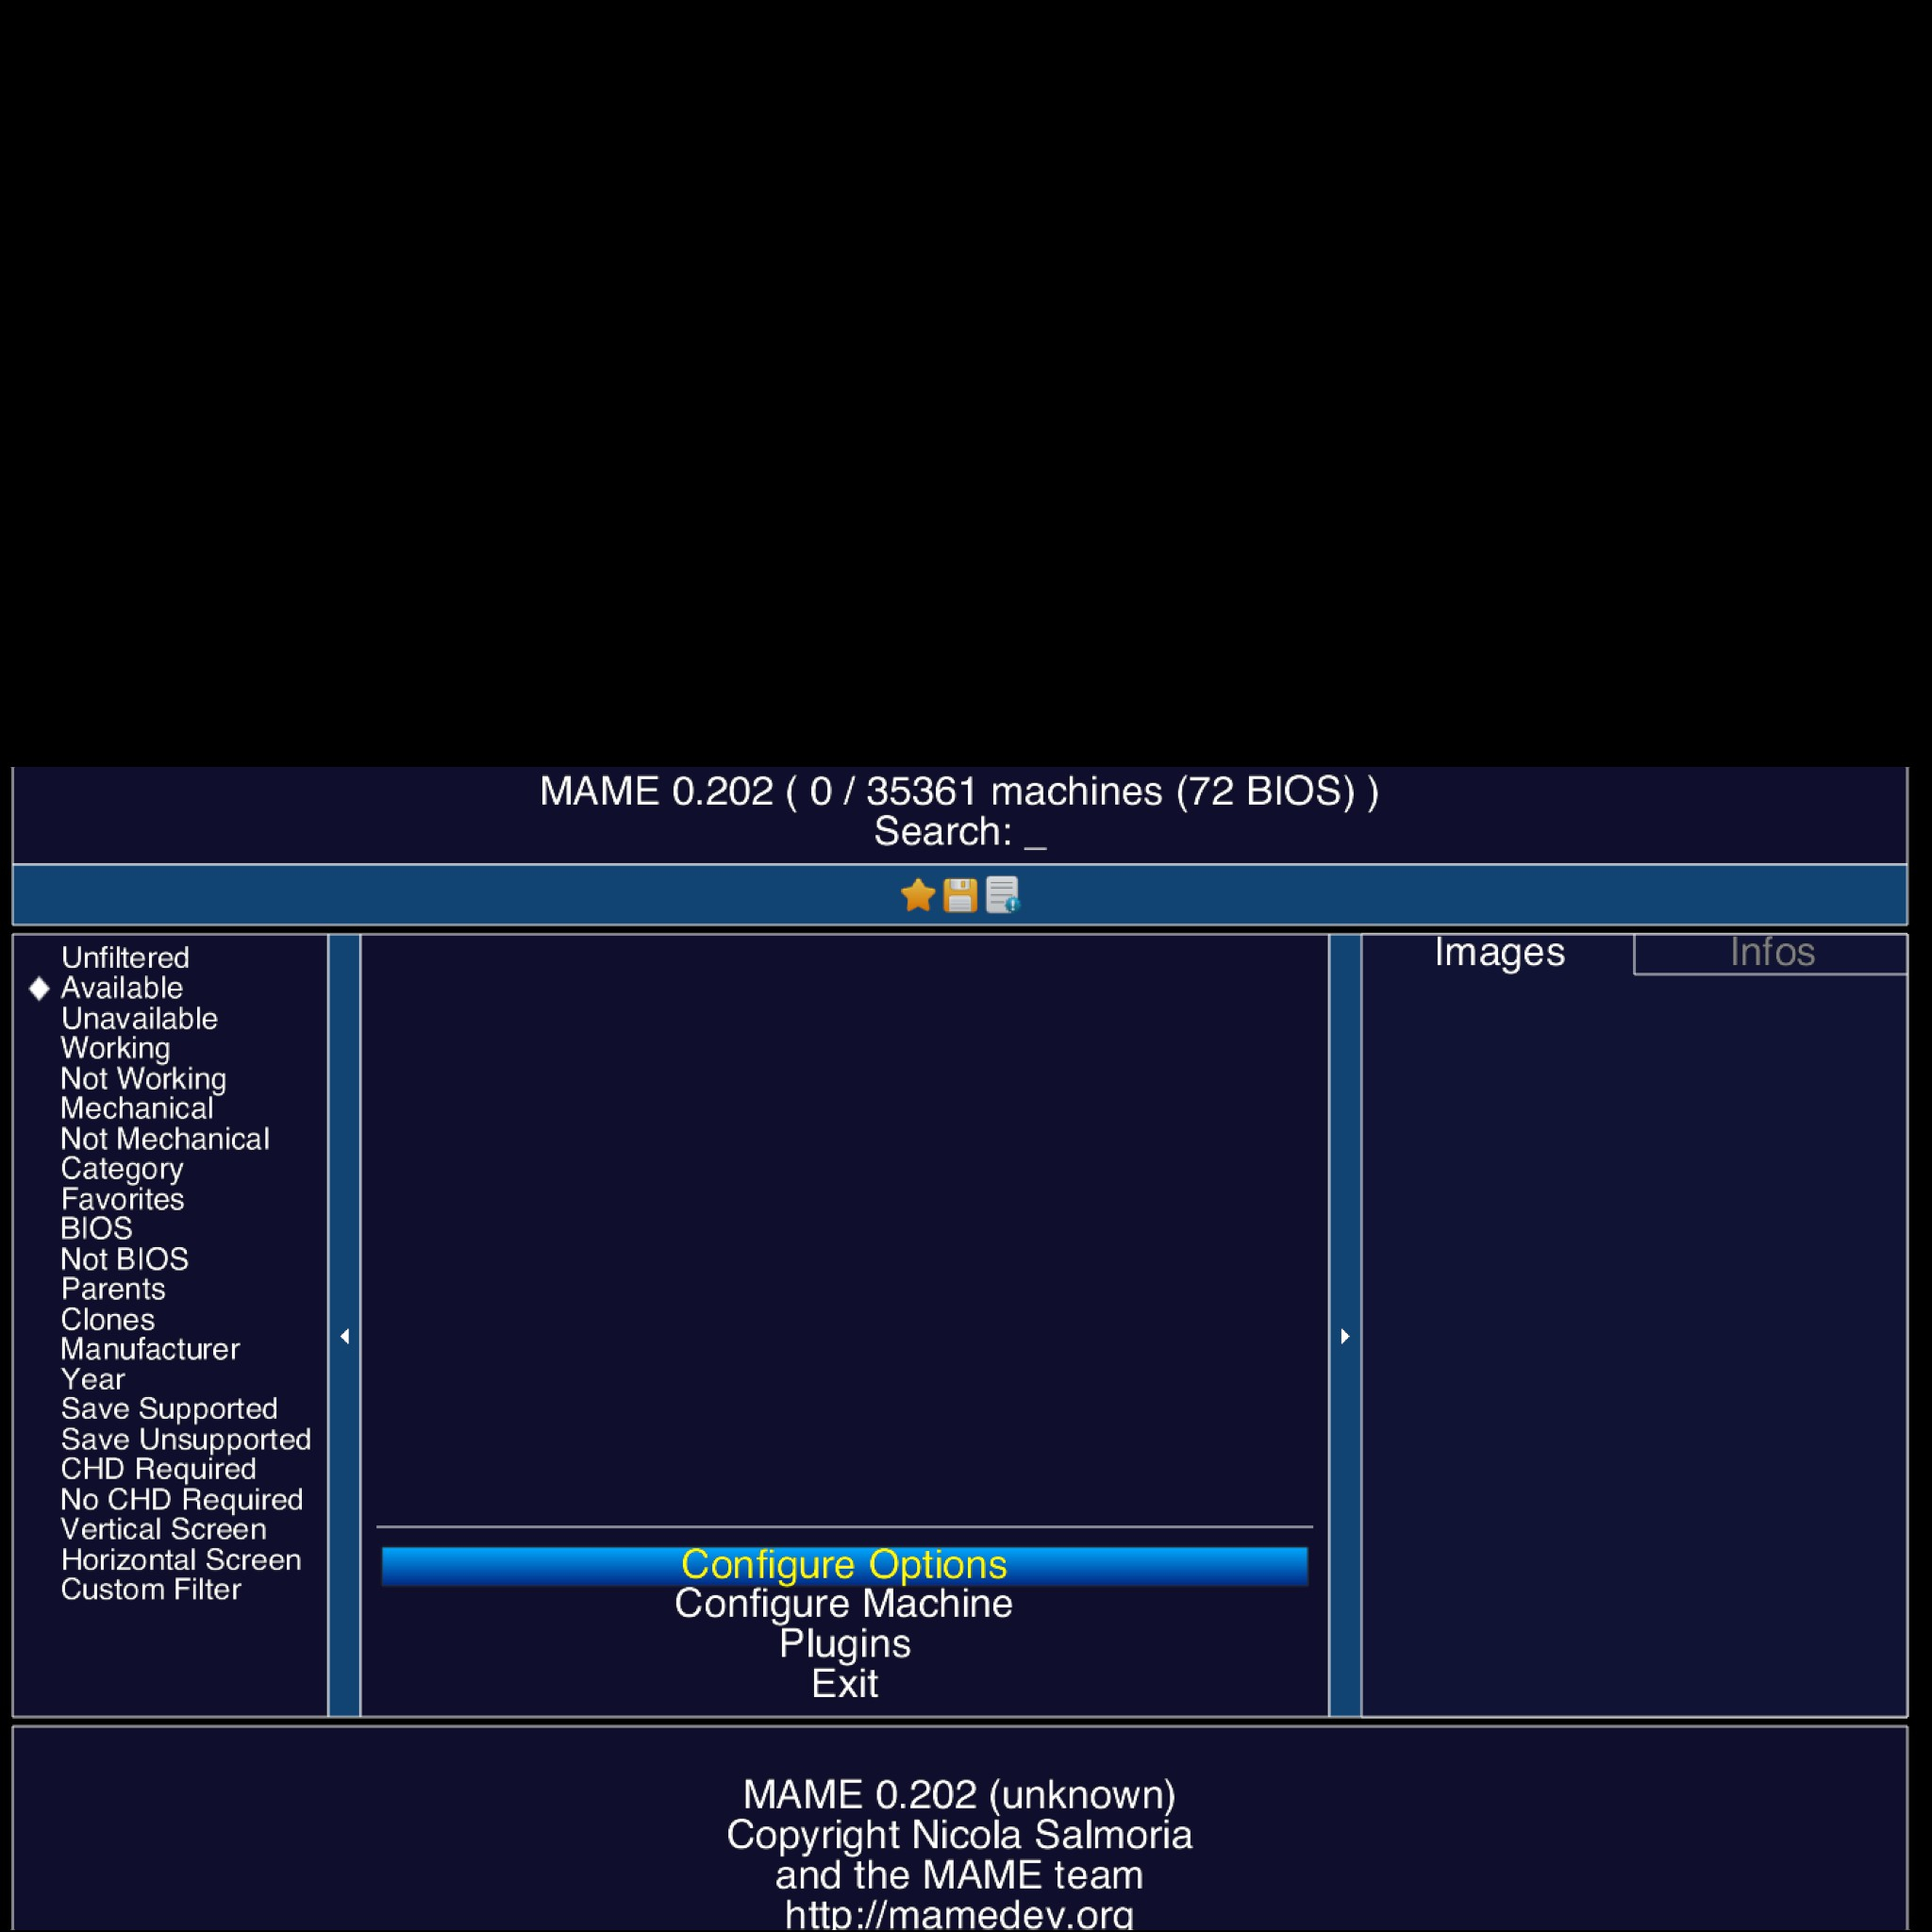 MAME 0.202 ( 0 / 35361 machines (72 BIOS) )
Search: _
Unfiltered
Available
Unavailable
Working
Not Working
Mechanical
Not Mechanical
Category
Favorites
BIOS
Not BIOS
Parents
Clones
Manufacturer
Year
Save Supported
Save Unsupported
CHD Required
No CHD Required
Vertical Screen
Horizontal Screen
Custom Filter
Configure Options
Configure Machine
Plugins
Exit
Images
Infos
MAME 0.202 (unknown)
Copyright Nicola Salmoria
and the MAME team
http://mamedev.org